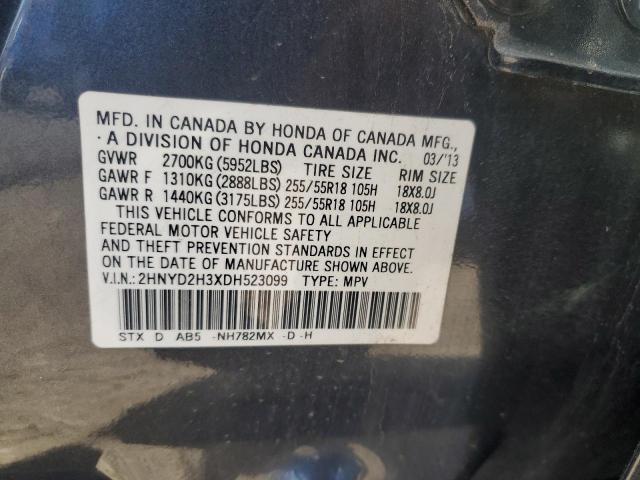 MFD. IN CANADA BY HONDA OF CANADA MFG.,
A DIVISION OF HONDA CANADA INC. 03/'13
GVWR 2700KG (5952LBS) TIRE SIZE RIM SIZE
GAWR F 1310KG (2888LBS) 255/55R18 105H 18X8.0J
GAWR R 1440KG (3175LBS) 255/55R18 105H 18X8.0J
THIS VEHICLE CONFORMS TO ALL APPLICABLE
FEDERAL MOTOR VEHICLE SAFETY
AND THEFT PREVENTION STANDARDS IN EFFECT
ON THE DATE OF MANUFACTURE SHOWN ABOVE.
V.I.N.: 2HNYD2H3XDH523099 TYPE: MPV
STX D AB5 -NH782MX -D -H